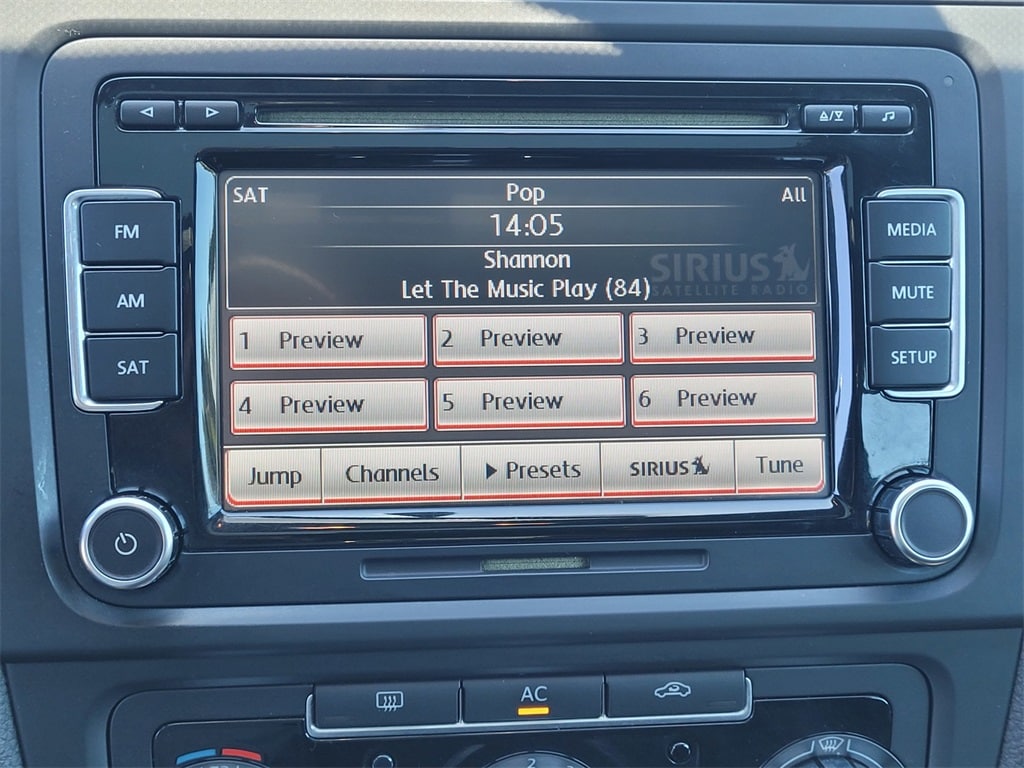 SAT Pop All
14:05
Shannon
Let The Music Play (84)
SIRIUS
SATELLITE RADIO
FM
AM
SAT
MEDIA
MUTE
SETUP
1 Preview 2 Preview 3 Preview
4 Preview 5 Preview 6 Preview
Jump Channels Presets SIRIUS Tune
AC
2